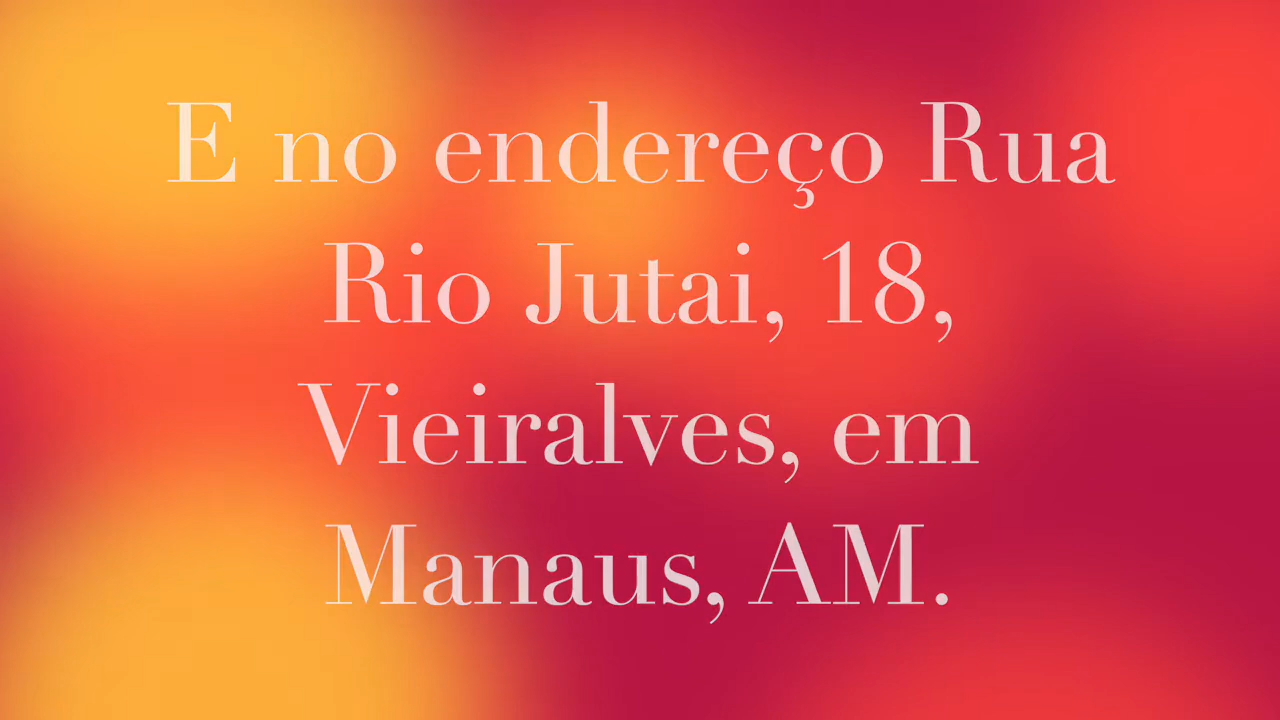 E no endereço Rua
Rio Jutai, 18,
Vieiralves, em
Manaus, AM.